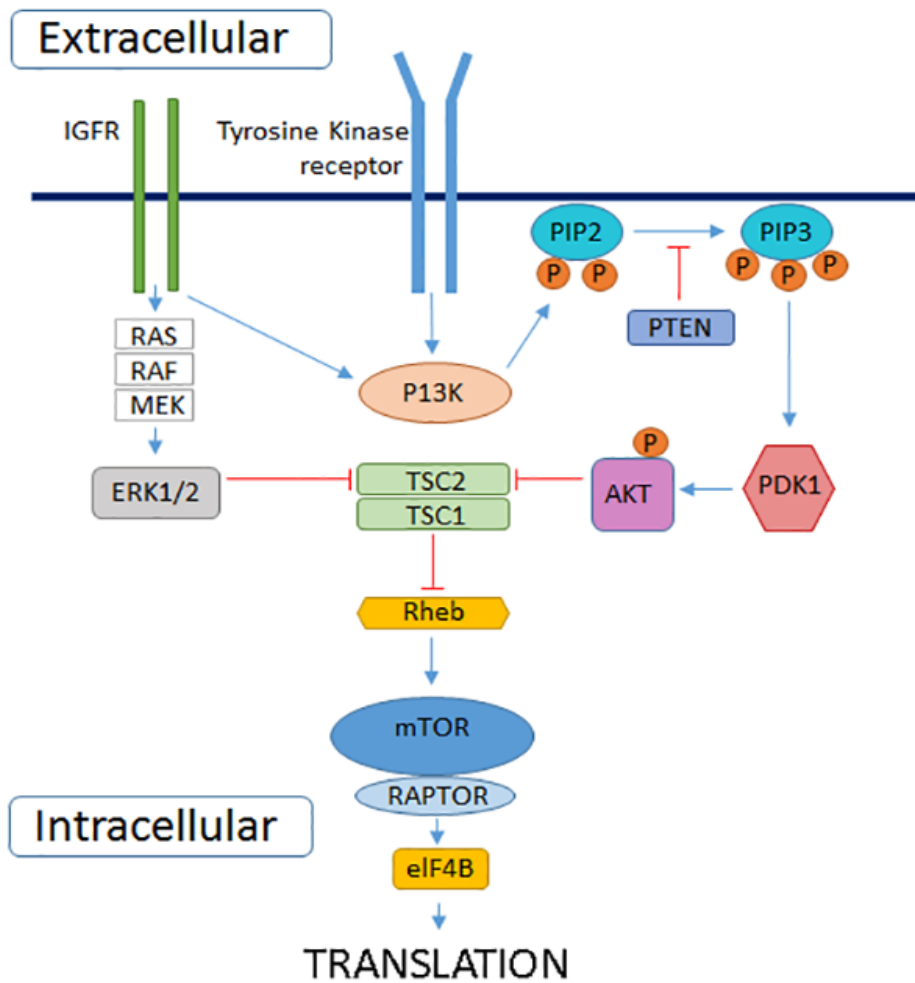 Extracellular
IGFR
Tyrosine Kinase
receptor
PIP2
PIP3
P
P
P
P
P
PTEN
RAS
RAF
MEK
P13K
P
ERK1/2
TSC2
TSC1
AKT
PDK1
Rheb
mTOR
RAPTOR
Intracellular
elF4B
TRANSLATION